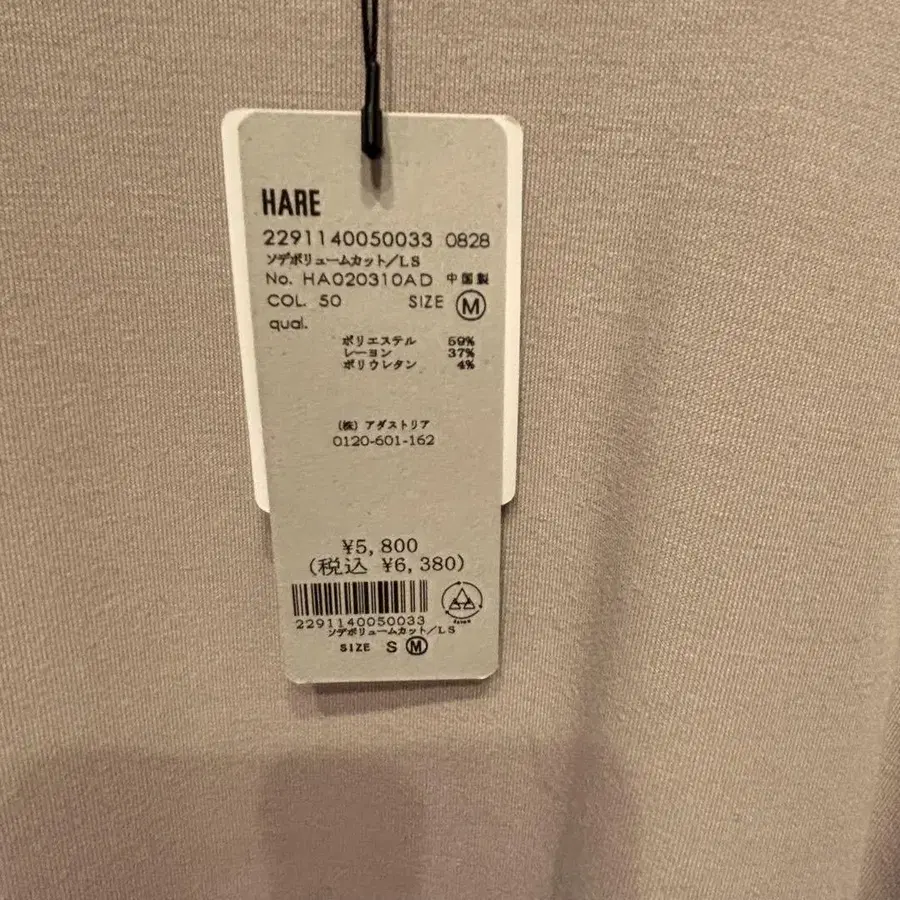 HARE
2291140050033 0828
ソデボリュームカット/LS
No. HA020310AD 中国製
COL. 50 SIZE M
qual.
ポリエステル 59%
レーヨン 37%
ポリウレタン 4%
(株) アダストリア
0120-601-162
¥5,800
(税込 ¥6,380)
2291140050033
ソデボリュームカット/LS
SIZE S M